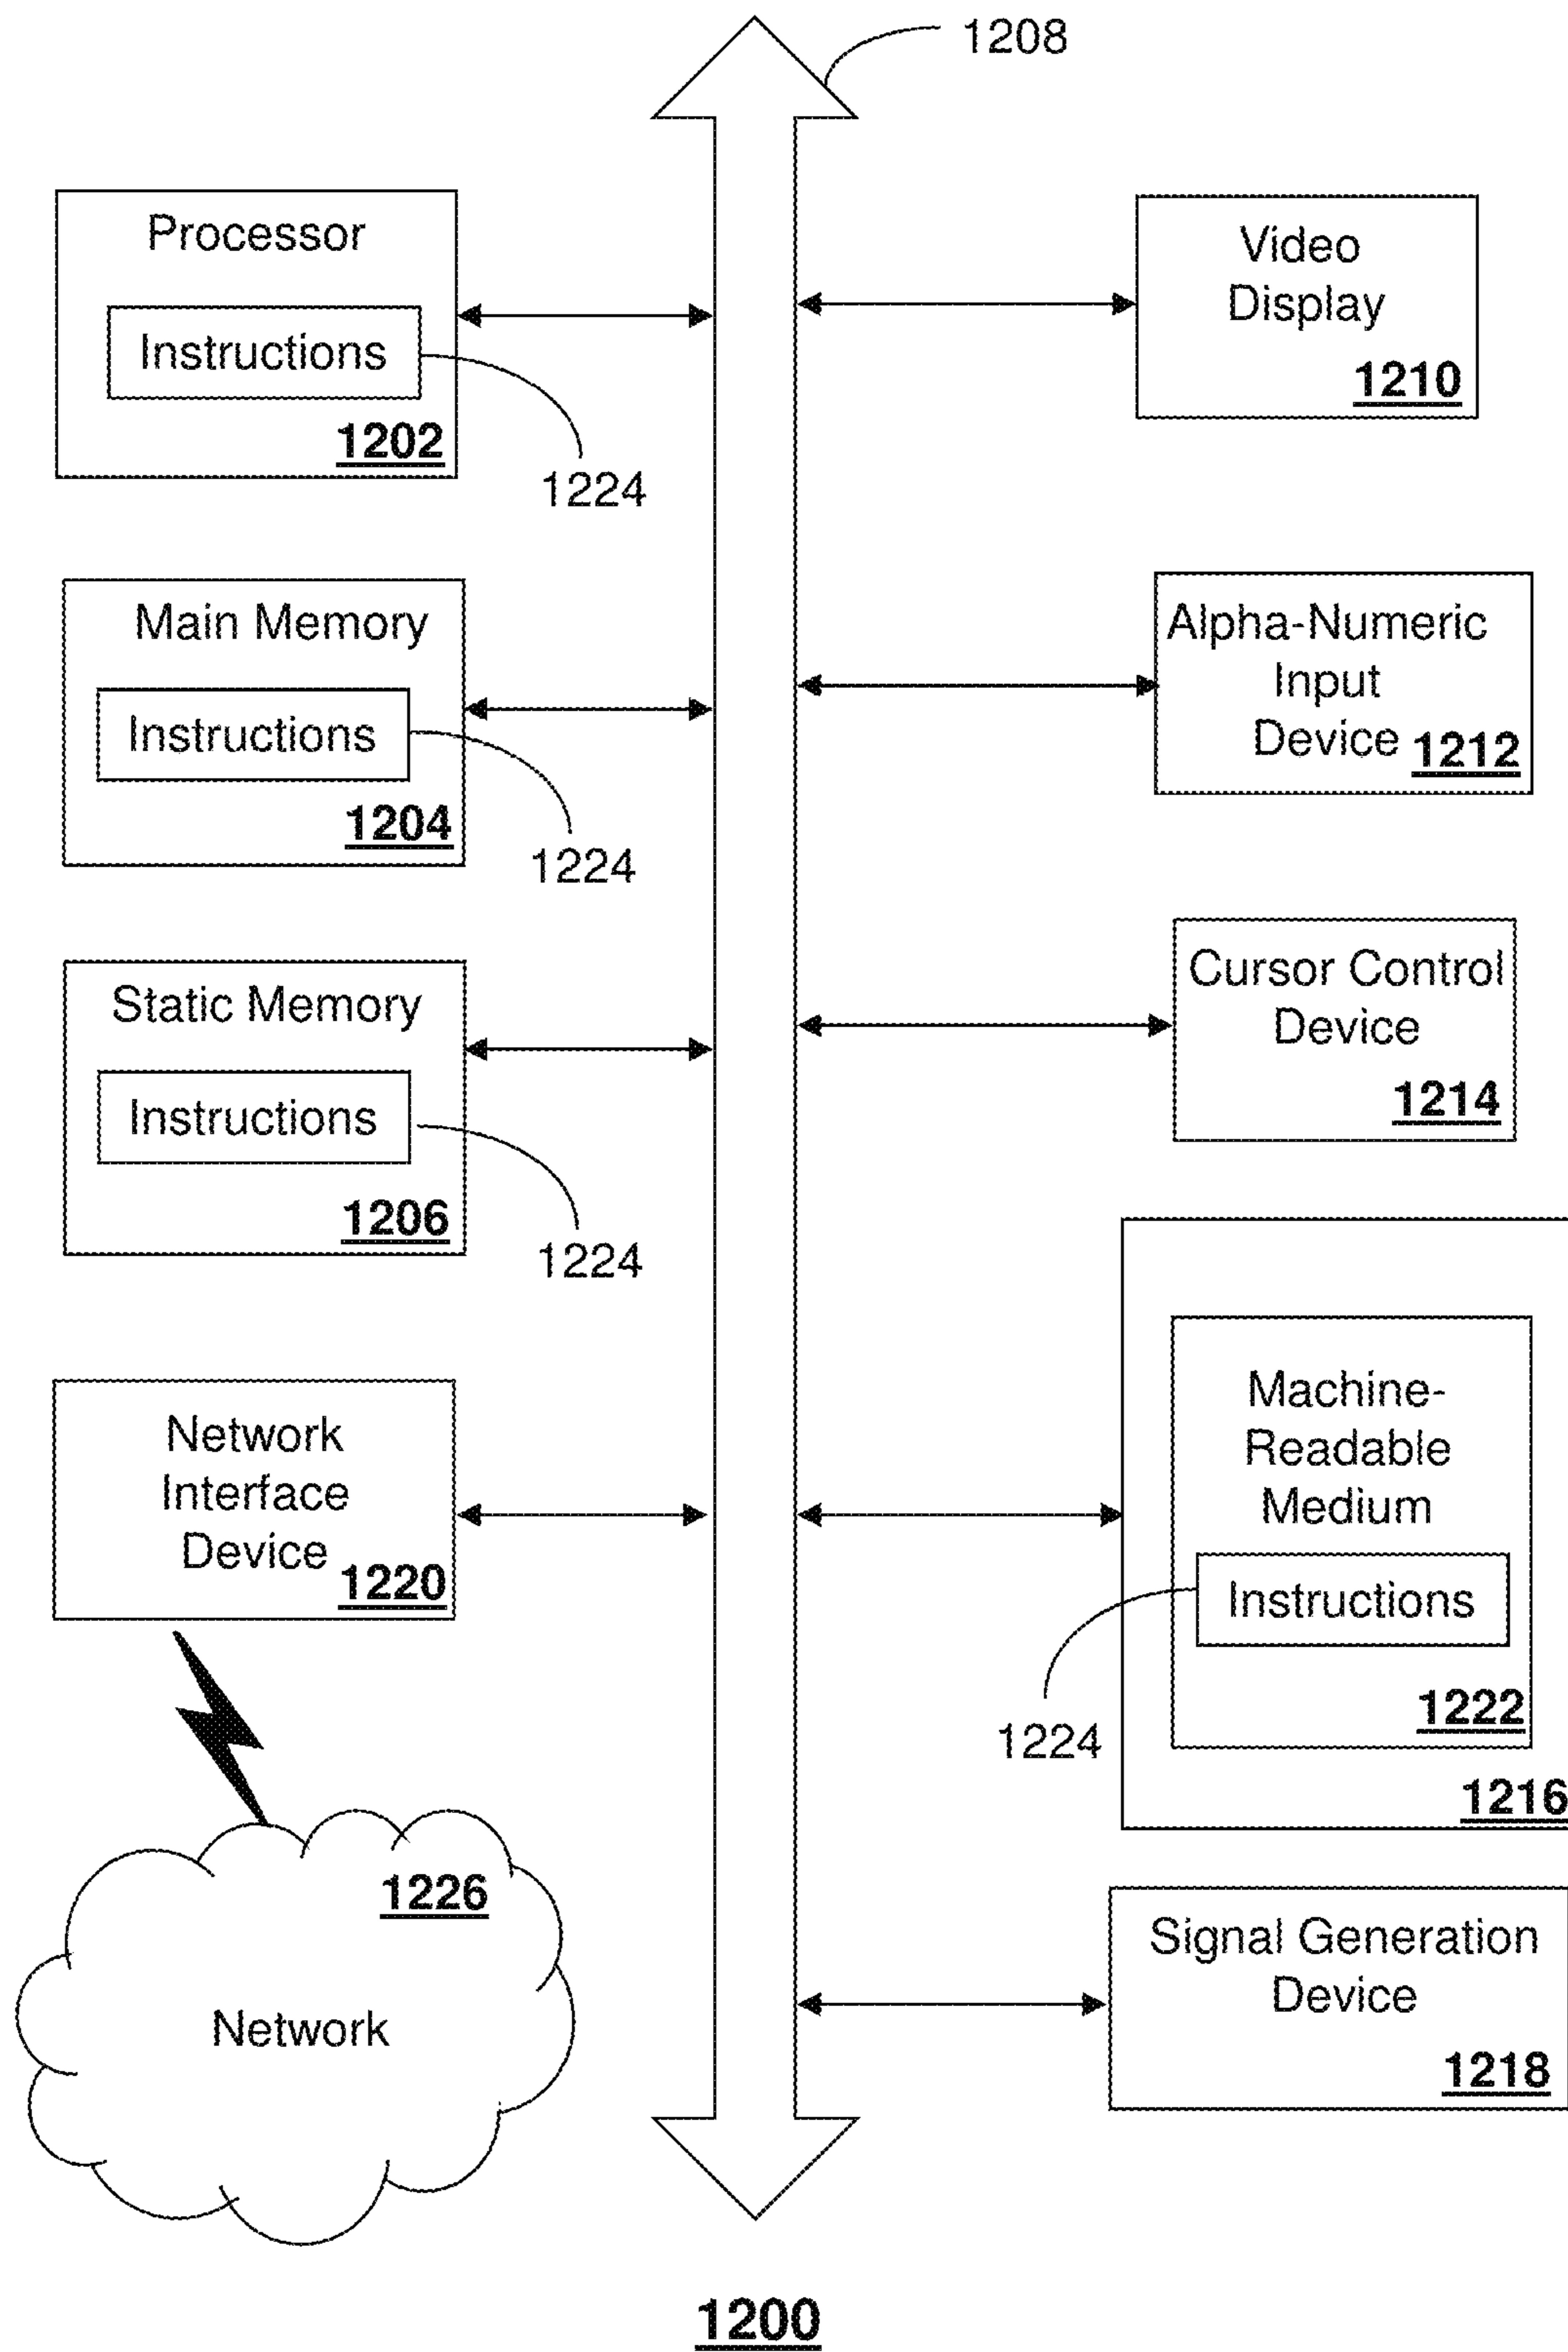 1208
Processor
Instructions
1202
1224
Video
Display
1210
Main Memory
Instructions
1204
1224
Alpha-Numeric
Input
Device 1212
Static Memory
Instructions
1206
1224
Cursor Control
Device
1214
Network
Interface
Device 1220
Machine-
Readable
Medium
Instructions
1222
1224
1216
1226
Network
Signal Generation
Device
1218
1200